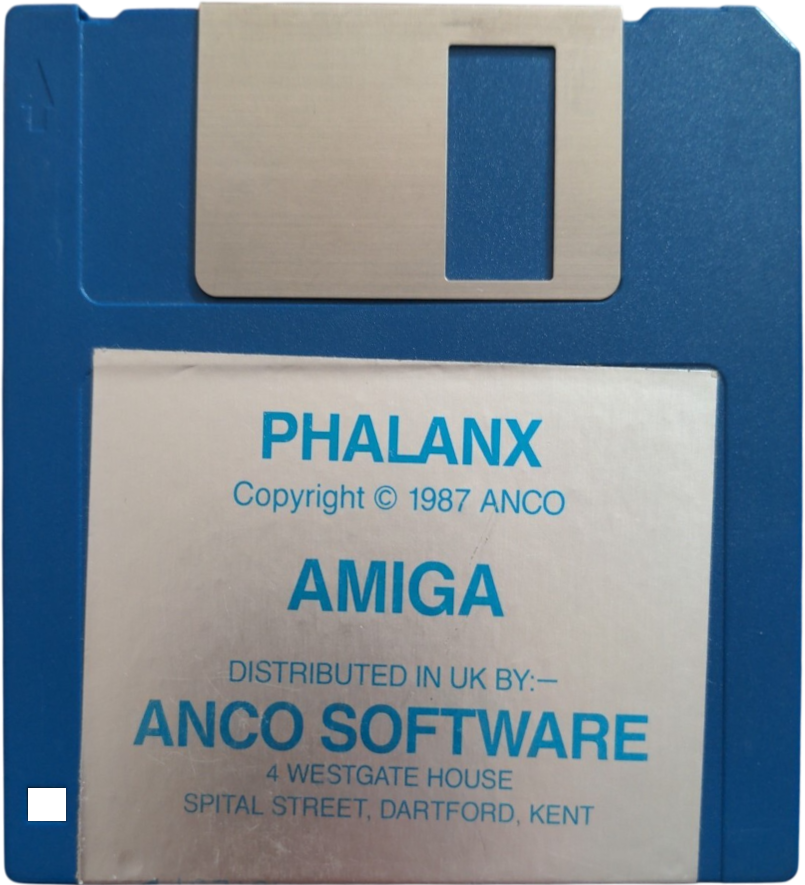 PHALANX
Copyright © 1987 ANCO
AMIGA
DISTRIBUTED IN UK BY:—
ANCO SOFTWARE
4 WESTGATE HOUSE
SPITAL STREET, DARTFORD, KENT